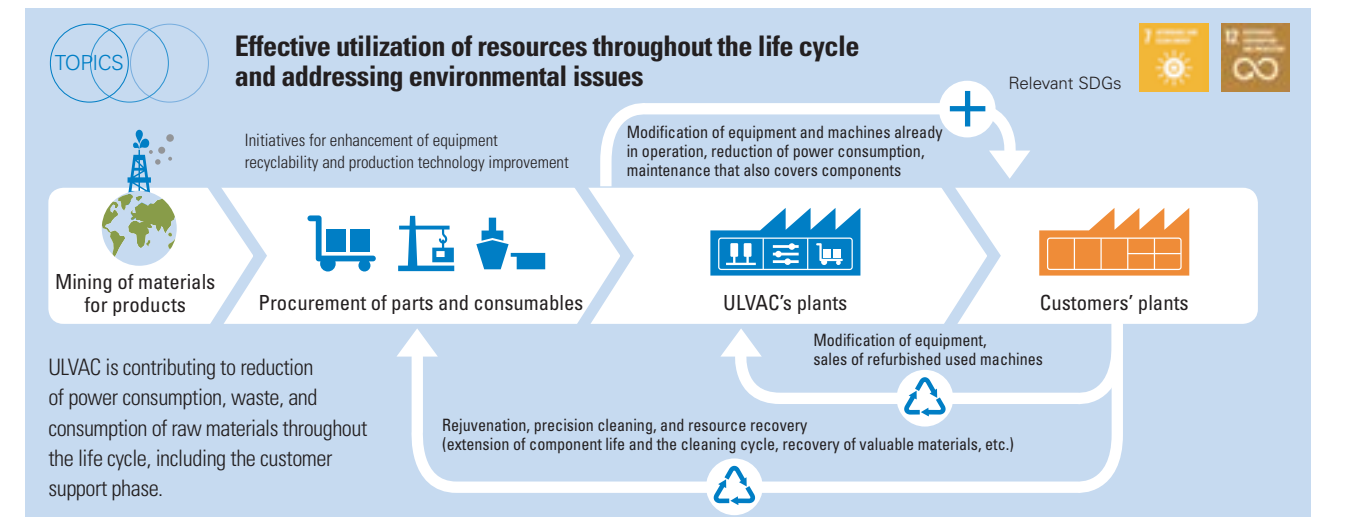 TOPICS
Effective utilization of resources throughout the life cycle
and addressing environmental issues
Relevant SDGs
7
12
Initiatives for enhancement of equipment
recyclability and production technology improvement
Modification of equipment and machines already
in operation, reduction of power consumption,
maintenance that also covers components
Mining of materials
for products
Procurement of parts and consumables
ULVAC's plants
Customers' plants
Modification of equipment,
sales of refurbished used machines
ULVAC is contributing to reduction
of power consumption, waste, and
consumption of raw materials throughout
the life cycle, including the customer
support phase.
Rejuvenation, precision cleaning, and resource recovery
(extension of component life and the cleaning cycle, recovery of valuable materials, etc.)